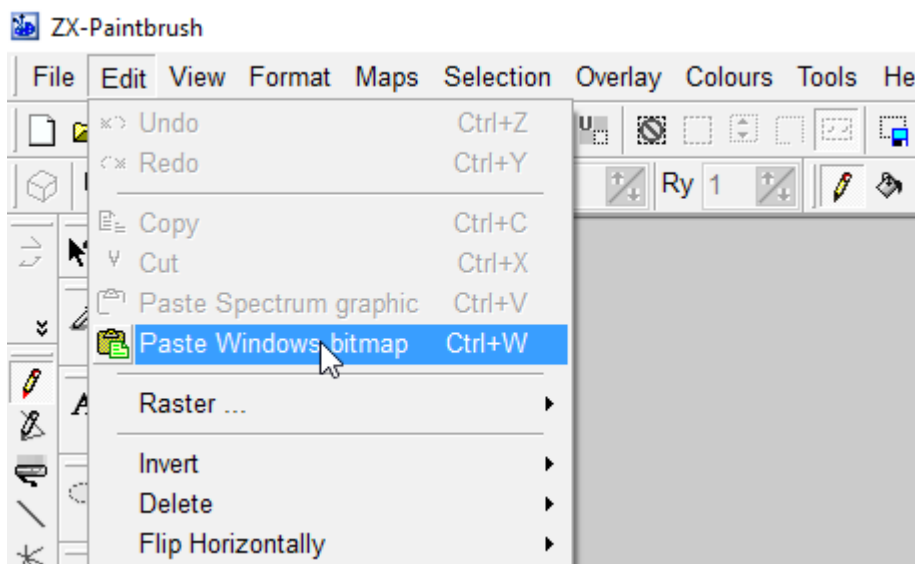 ZX-Paintbrush
File Edit View Format Maps Selection Overlay Colours Tools He
Undo Ctrl+Z
Redo Ctrl+Y
Ry 1
Copy Ctrl+C
Cut Ctrl+X
Paste Spectrum graphic Ctrl+V
Paste Windows bitmap Ctrl+W
Raster ...
Invert
Delete
Flip Horizontally